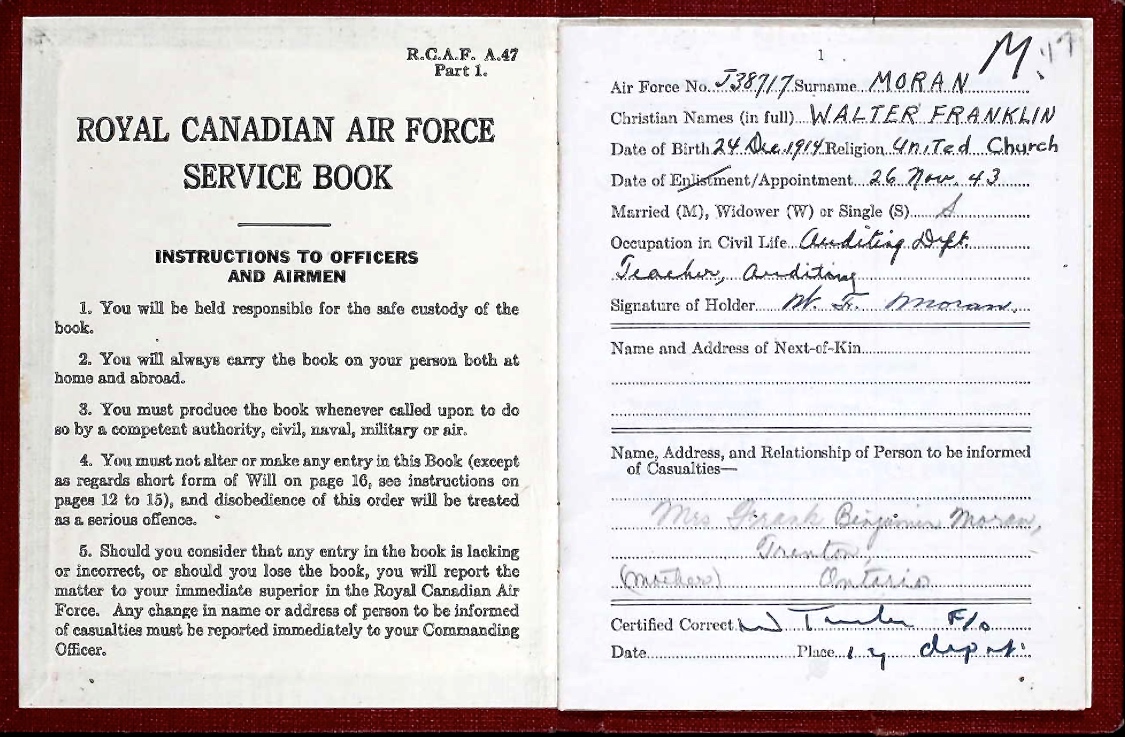 R.C.A.F. A.47
Part 1.
ROYAL CANADIAN AIR FORCE
SERVICE BOOK
INSTRUCTIONS TO OFFICERS
AND AIRMEN
1. You will be held responsible for the safe custody of the
book.
2. You will always carry the book on your person both at
home and abroad.
3. You must produce the book whenever called upon to do
so by a competent authority, civil, naval, military or air.
4. You must not alter or make any entry in this Book (except
as regards short form of Will on page 16, see instructions on
pages 12 to 15), and disobedience of this order will be treated
as a serious offence.
5. Should you consider that any entry in the book is lacking
or incorrect, or should you lose the book, you will report the
matter to your immediate superior in the Royal Canadian Air
Force. Any change in name or address of person to be informed
of casualties must be reported immediately to your Commanding
Officer.
1
M.
Air Force No. J38717 Surname MORAN
Christian Names (in full) WALTER FRANKLIN
Date of Birth 24 Dec. 1914 Religion United Church
Date of Enlistment/Appointment 26 Nov. 43
Married (M), Widower (W) or Single (S) S
Occupation in Civil Life Auditing Dept.
Teacher, Auditing
Signature of Holder W. F. Moran
Name and Address of Next-of-Kin
Name, Address, and Relationship of Person to be informed
of Casualties—
Mrs Frank Benjamin Moran,
Trenton,
(mother) Ontario
Certified Correct F/o
Date Place 1 y depot.